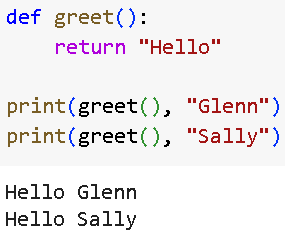 def greet():
    return "Hello"

print(greet(), "Glenn")
print(greet(), "Sally")

Hello Glenn
Hello Sally